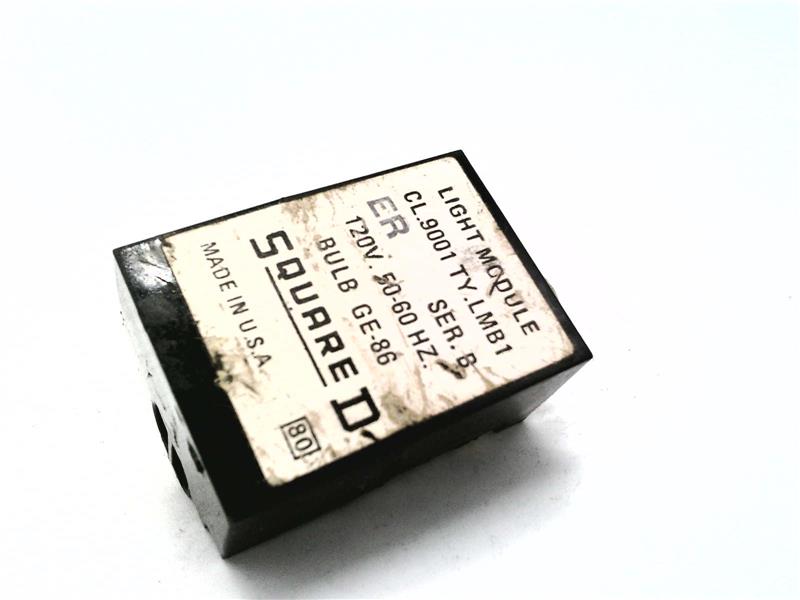 LIGHT MODULE
CL.9001 TY.LMB1
ER SER. B
120V. 50-60 HZ.
BULB GE-86
SQUARE D
MADE IN U.S.A.
80